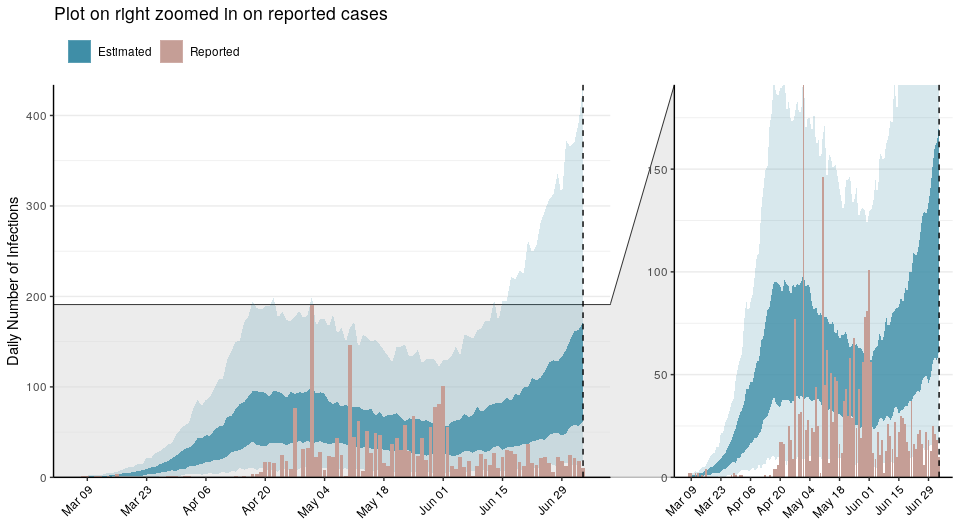 Plot on right zoomed in on reported cases
Estimated Reported
Daily Number of Infections
400
300
200
100
0
Mar 09 Mar 23 Apr 06 Apr 20 May 04 May 18 Jun 01 Jun 15 Jun 29
150
100
50
0
Mar 09 Mar 23 Apr 06 Apr 20 May 04 May 18 Jun 01 Jun 15 Jun 29